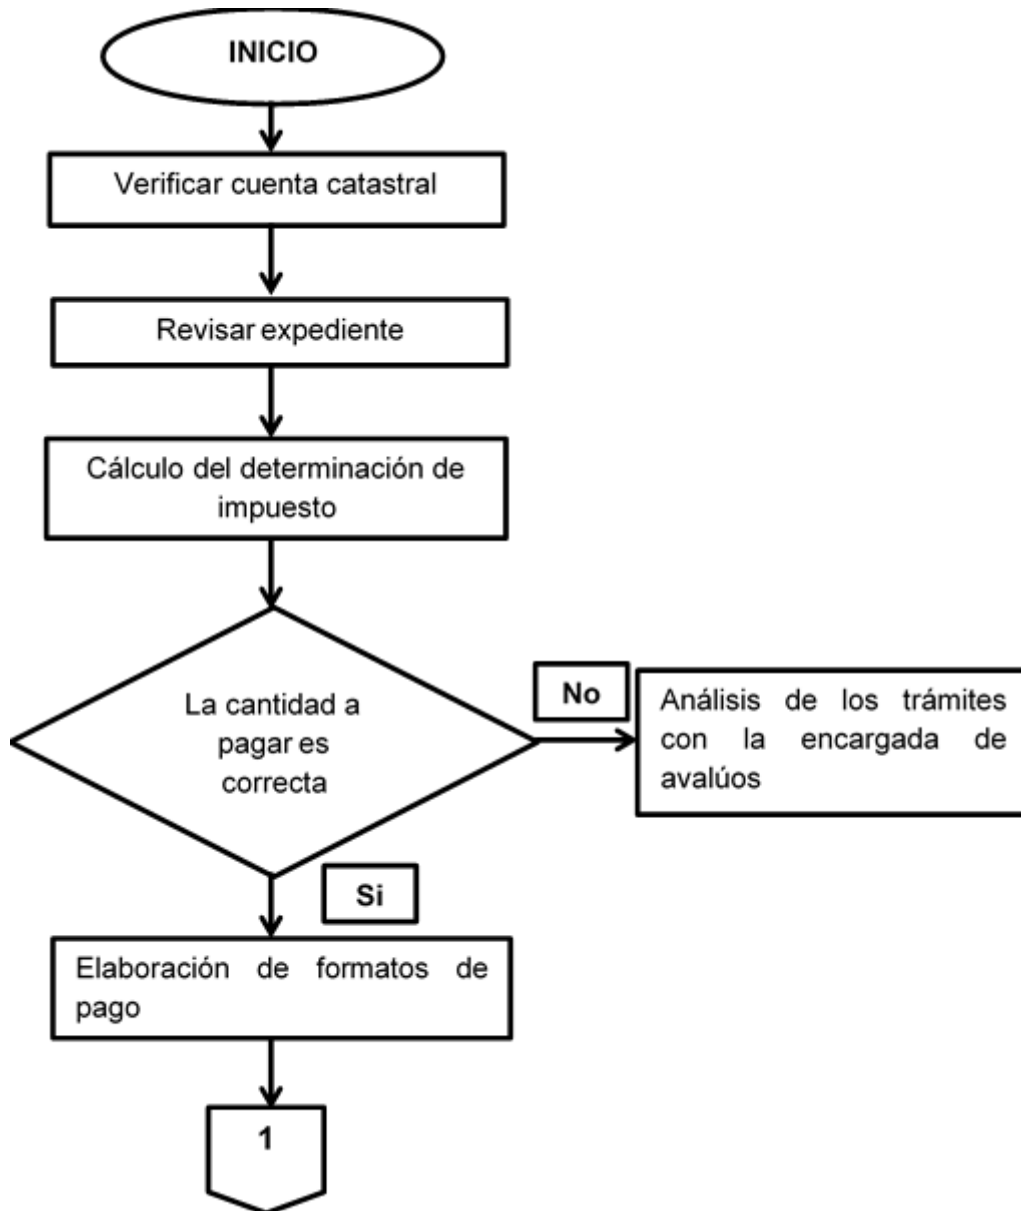 INICIO
Verificar cuenta catastral
Revisar expediente
Cálculo del determinación de
impuesto
La cantidad a
pagar es
correcta
No
Análisis de los trámites
con la encargada de
avalúos
Si
Elaboración de formatos de
pago
1